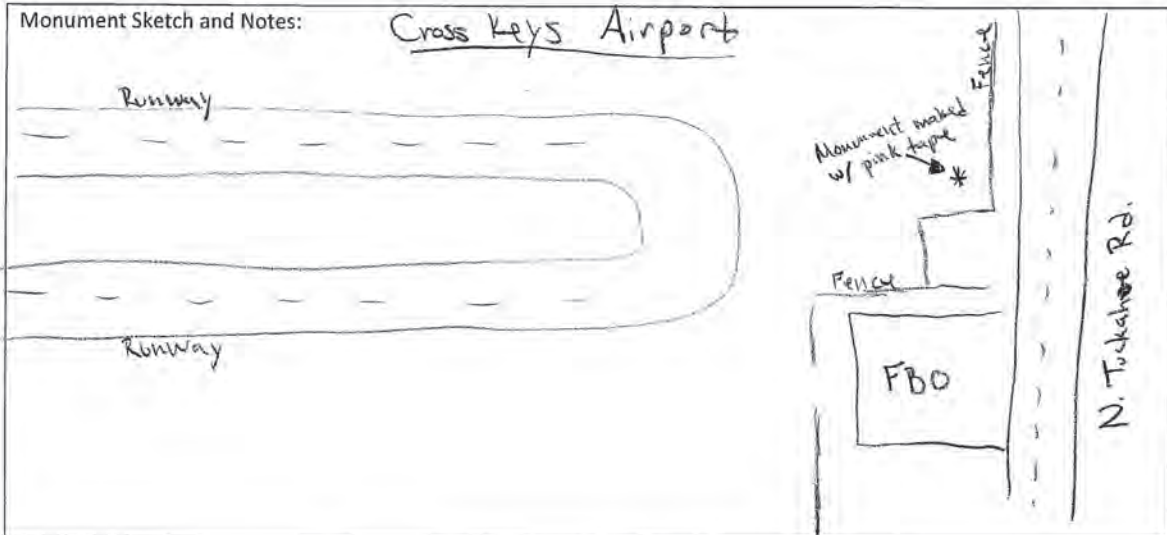 Monument Sketch and Notes:
Cross Keys Airport
Runway
Runway
Monument marked
w/ pink tape
Fence
Fence
FBO
N. Tuckahoe Rd.